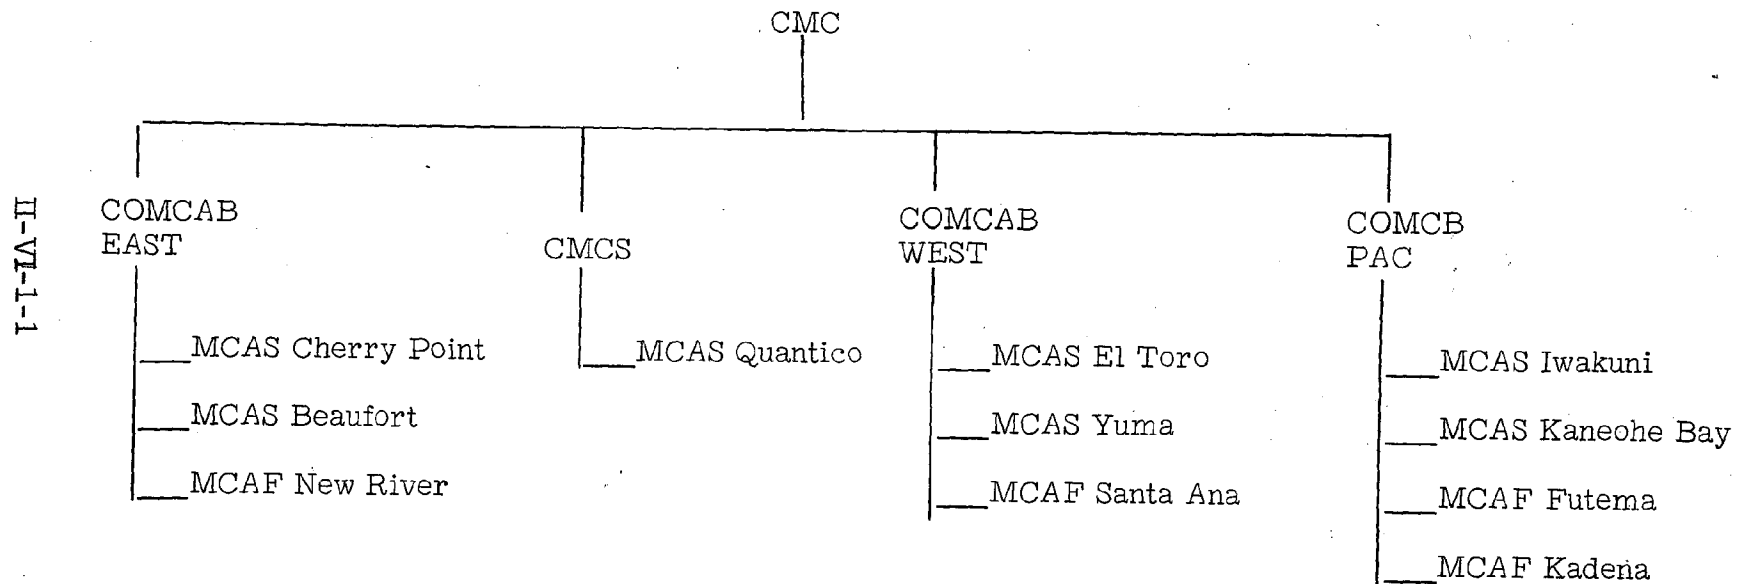 CMC
II-VI-1-1
COMCAB
EAST
MCAS Cherry Point
MCAS Beaufort
MCAF New River
CMCS
MCAS Quantico
COMCAB
WEST
MCAS El Toro
MCAS Yuma
MCAF Santa Ana
COMCB
PAC
MCAS Iwakuni
MCAS Kaneohe Bay
MCAF Futema
MCAF Kadena